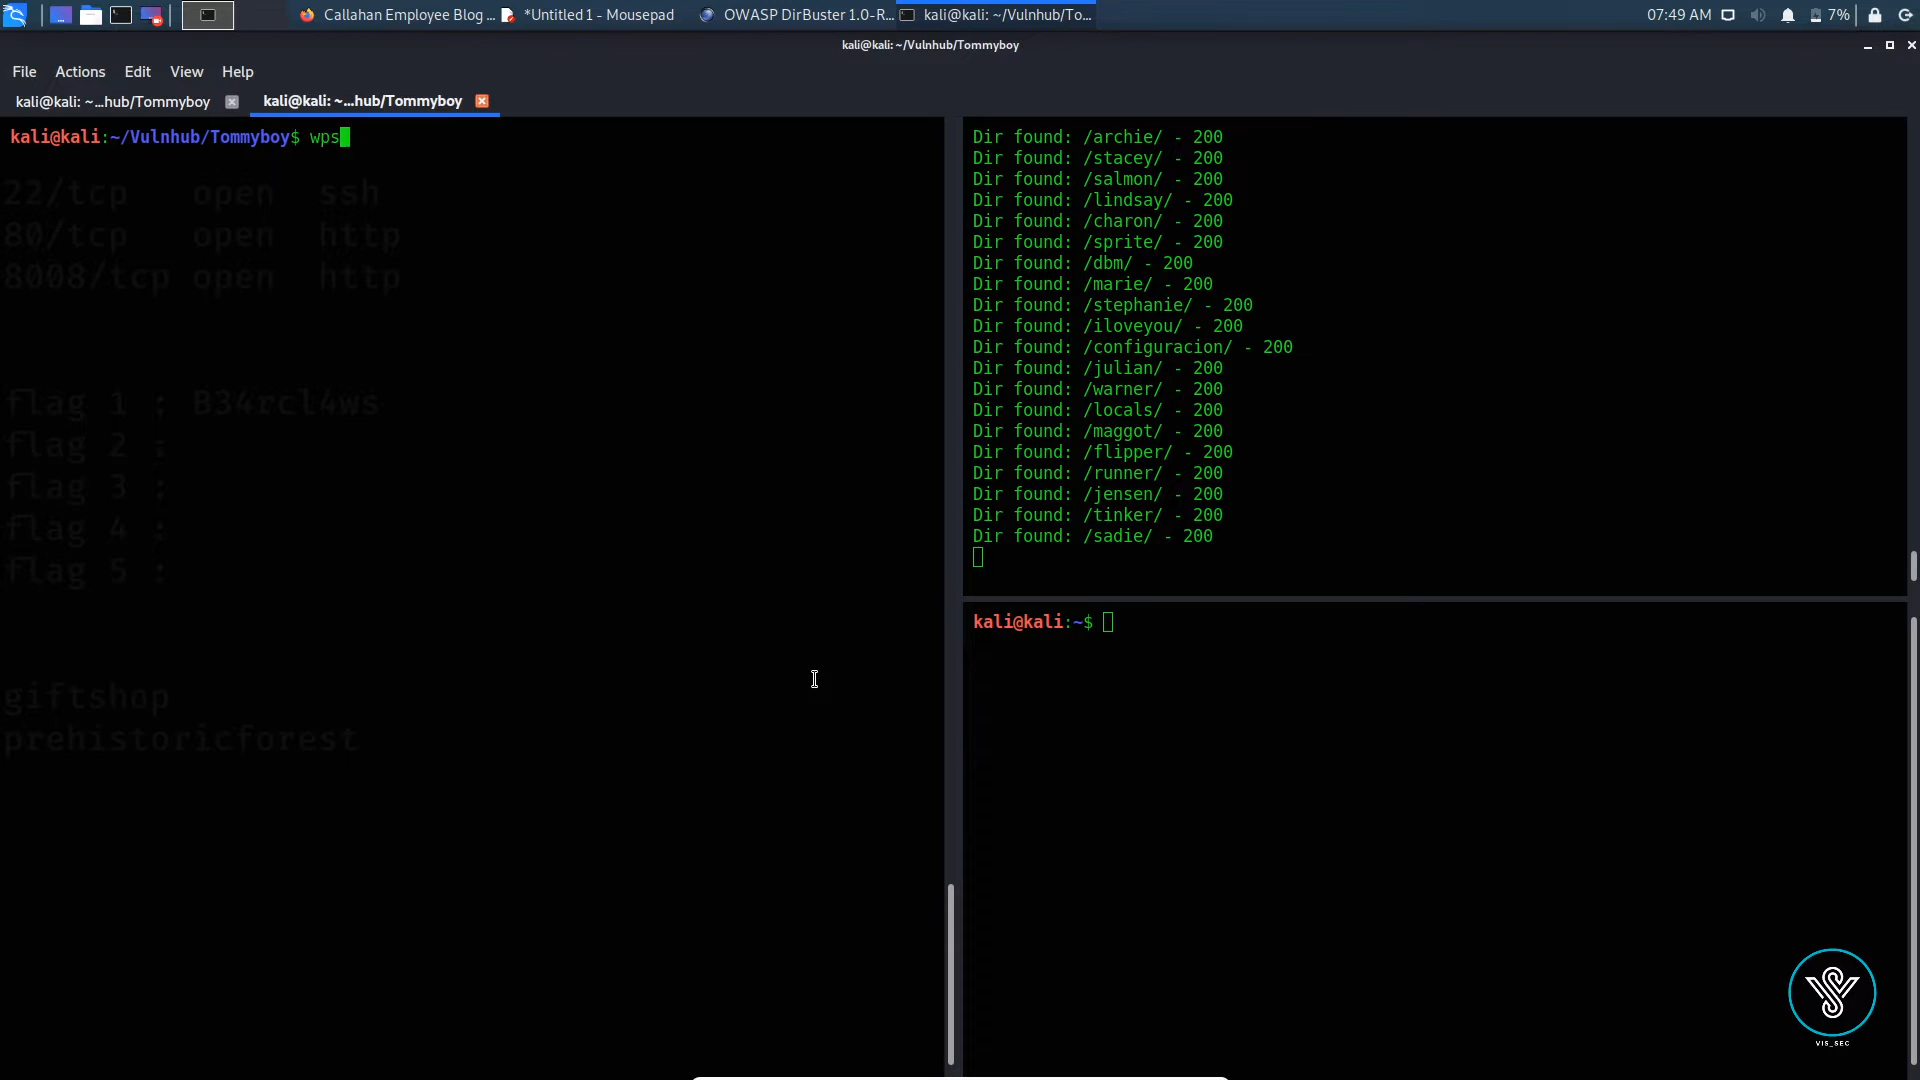 Callahan Employee Blog ...
*Untitled 1 - Mousepad
OWASP DirBuster 1.0-R...
kali@kali: ~/Vulnhub/To...
07:49 AM
7%
kali@kali: ~/Vulnhub/Tommyboy
File Actions Edit View Help
kali@kali: ~...hub/Tommyboy
kali@kali: ~...hub/Tommyboy
kali@kali:~/Vulnhub/Tommyboy$ wps
22/tcp open ssh
80/tcp open http
8008/tcp open http
flag 1 : B34rcl4ws
flag 2 :
flag 3 :
flag 4 :
flag 5 :
giftshop
prehistoricforest
Dir found: /archie/ - 200
Dir found: /stacey/ - 200
Dir found: /salmon/ - 200
Dir found: /lindsay/ - 200
Dir found: /charon/ - 200
Dir found: /sprite/ - 200
Dir found: /dbm/ - 200
Dir found: /marie/ - 200
Dir found: /stephanie/ - 200
Dir found: /iloveyou/ - 200
Dir found: /configuracion/ - 200
Dir found: /julian/ - 200
Dir found: /warner/ - 200
Dir found: /locals/ - 200
Dir found: /maggot/ - 200
Dir found: /flipper/ - 200
Dir found: /runner/ - 200
Dir found: /jensen/ - 200
Dir found: /tinker/ - 200
Dir found: /sadie/ - 200
kali@kali:~$
VIS_SEC